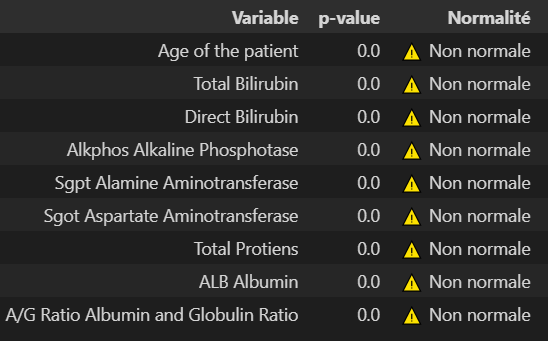 Variable p-value Normalité
Age of the patient 0.0 ⚠ Non normale
Total Bilirubin 0.0 ⚠ Non normale
Direct Bilirubin 0.0 ⚠ Non normale
Alkphos Alkaline Phosphotase 0.0 ⚠ Non normale
Sgpt Alamine Aminotransferase 0.0 ⚠ Non normale
Sgot Aspartate Aminotransferase 0.0 ⚠ Non normale
Total Protiens 0.0 ⚠ Non normale
ALB Albumin 0.0 ⚠ Non normale
A/G Ratio Albumin and Globulin Ratio 0.0 ⚠ Non normale